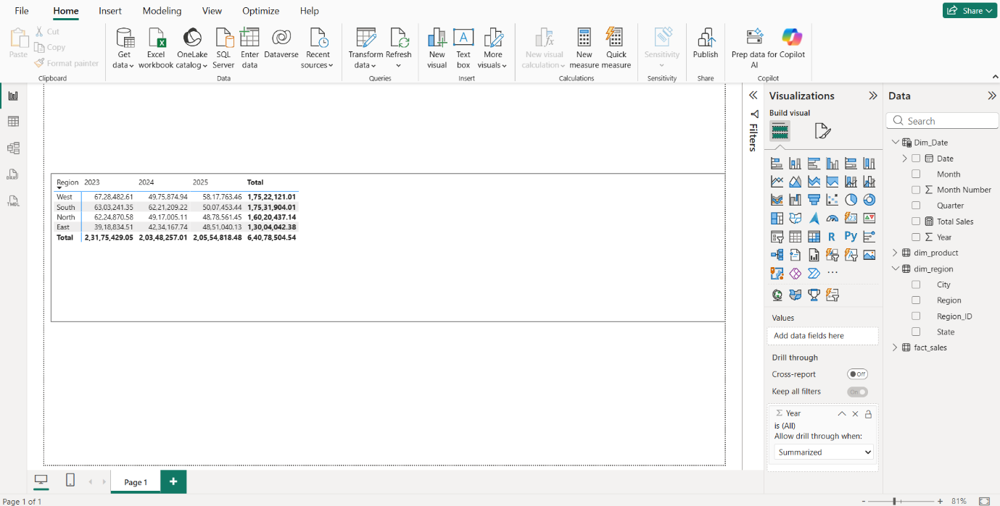 File Home Insert Modeling View Optimize Help Share
Paste Cut
Copy
Format painter
Clipboard
Get data Excel workbook OneLake catalog SQL Server Enter data Dataverse Recent sources
Data
Transform data Refresh
Queries
New visual Text box More visuals
Insert
New visual calculation New measure Quick measure
Calculations
Sensitivity
Sensitivity
Publish
Share
Prep data for AI Copilot
Copilot
DAX
TMDL
Region 2023 2024 2025 Total
West 67,28,482.61 49,75,874.94 58,17,763.46 1,75,22,121.01
South 63,03,241.35 62,21,209.22 50,07,453.44 1,75,31,904.01
North 62,24,870.58 49,17,005.11 48,78,561.45 1,60,20,437.14
East 39,18,834.51 42,34,167.74 48,51,040.13 1,30,04,042.38
Total 2,31,75,429.05 2,03,48,257.01 2,05,54,818.48 6,40,78,504.54
Filters
Visualizations
Build visual
R Py
123
...
Values
Add data fields here
Drill through
Cross-report Off
Keep all filters On
Σ Year
is (All)
Allow drill through when:
Summarized
Data
Search
Dim_Date
Date
Month
Σ Month Number
Quarter
Total Sales
Σ Year
dim_product
dim_region
City
Region
Region_ID
State
fact_sales
Page 1 +
Page 1 of 1
- + 81%